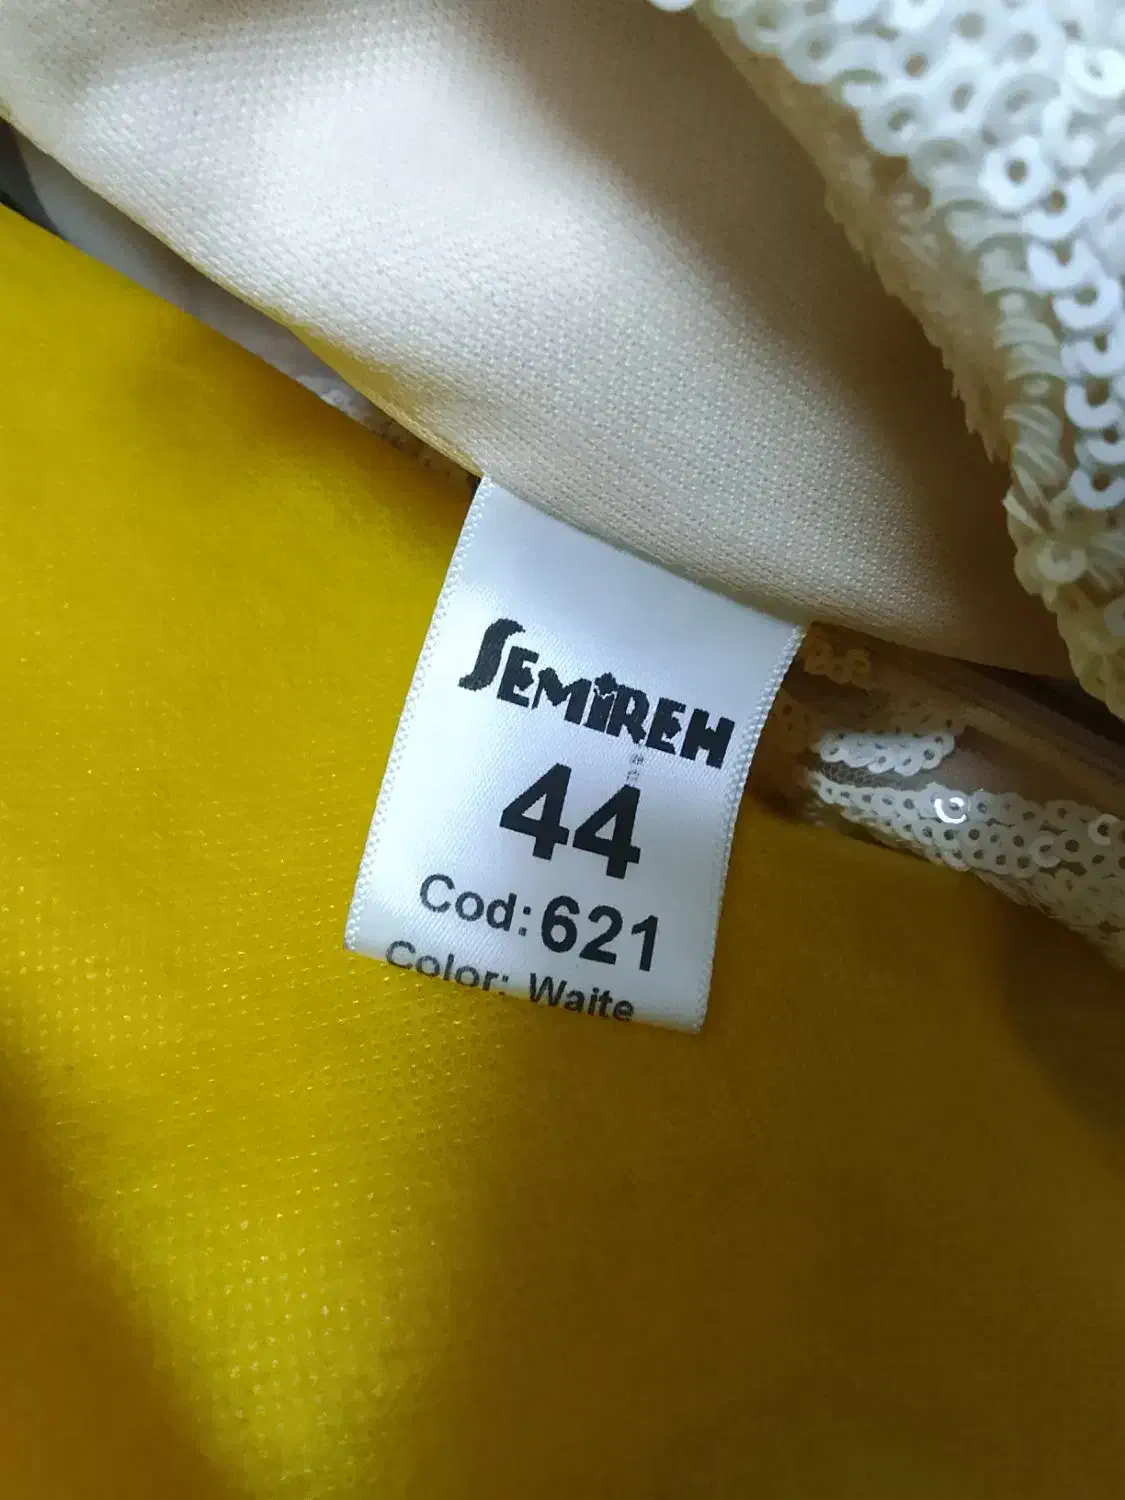 SEMIREH
44
Cod: 621
Color: Waite